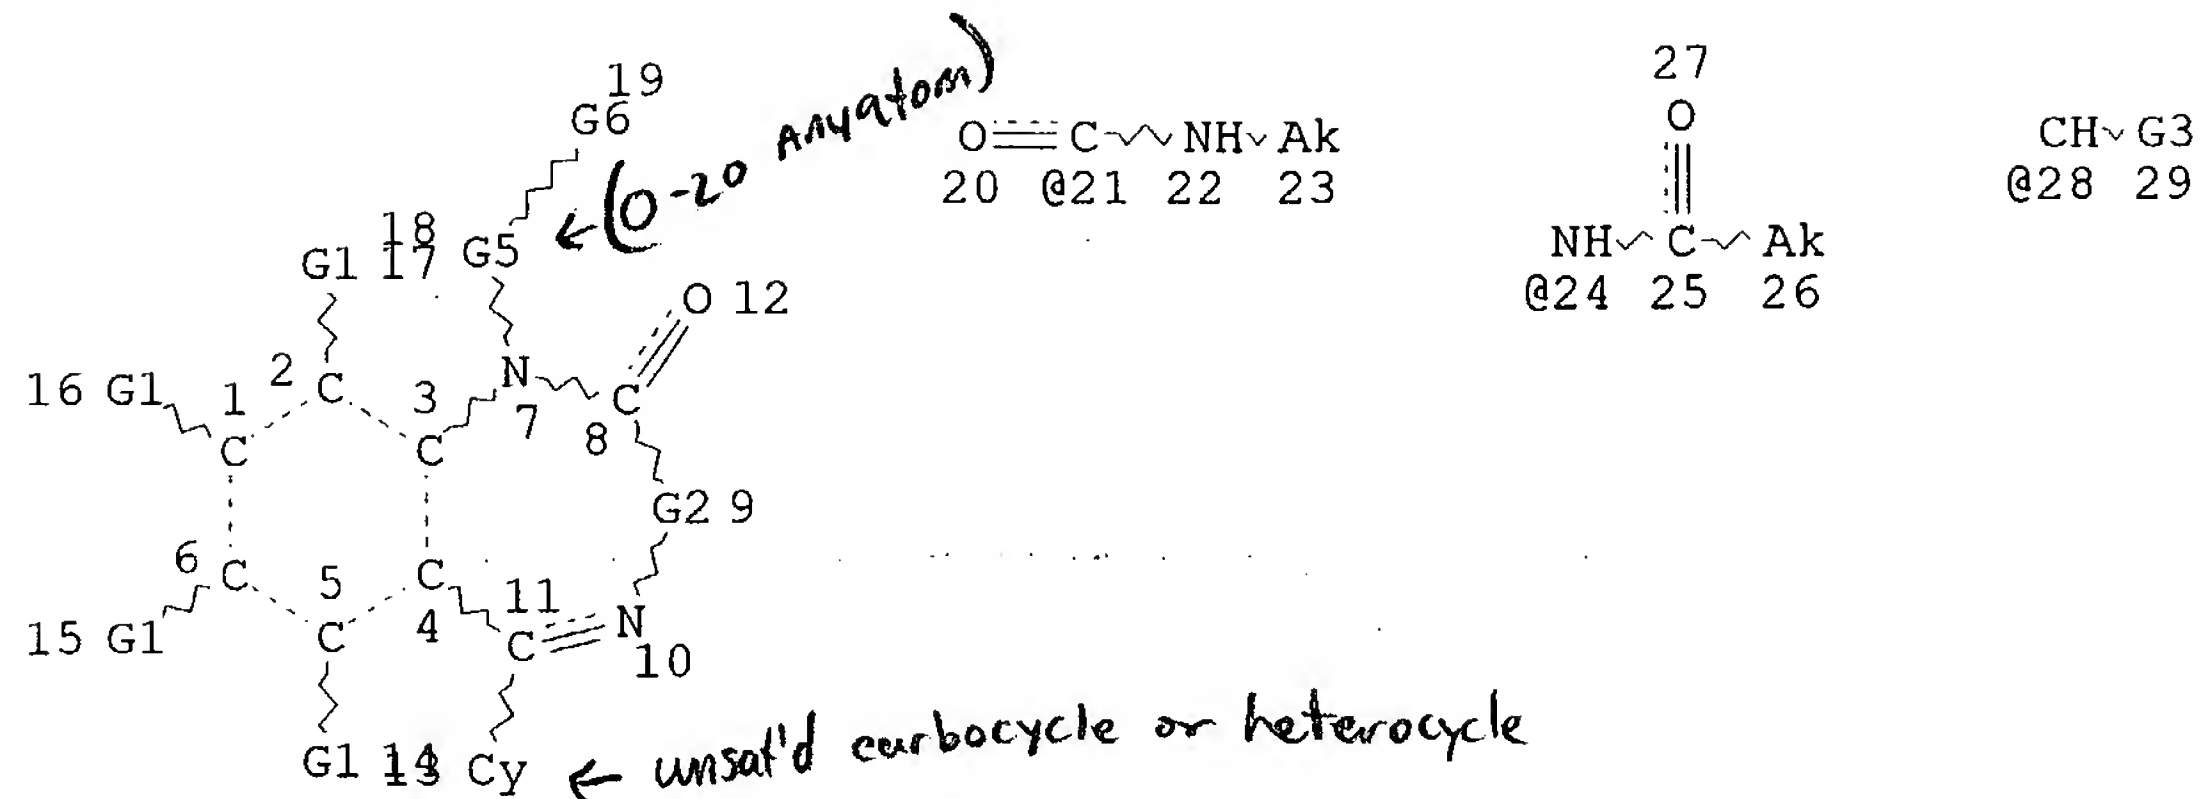 19
G6
(0-20 Anyatom)
18
G1 17 G5
O 12
16 G1 1 2 C 3 N 7 C 8
C C
G2 9
6 C 5 C 4 11 N 10
15 G1 C C
G1 14 13 Cy ← unsat'd carbocycle or heterocycle
O C NH Ak
20 @21 22 23
27
O
NH C Ak
@24 25 26
CH G3
@28 29